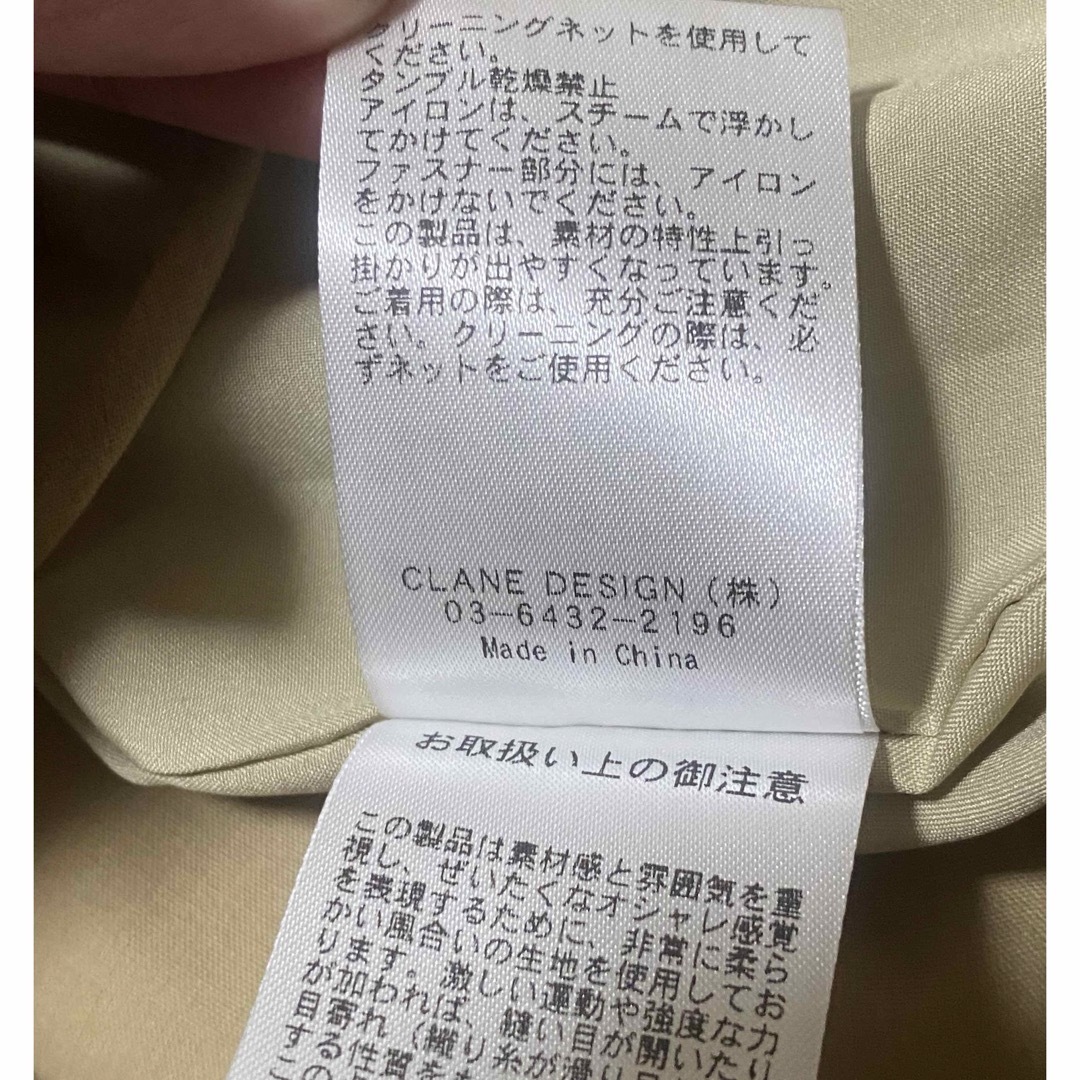 クリーニングネットを使用して
ください。
タンブル乾燥禁止
アイロンは、スチームで浮かし
てかけてください。
ファスナー部分には、アイロン
をかけないでください。
この製品は、素材の特性上引っ
掛かりが出やすくなっています。
ご着用の際は、充分ご注意くだ
さい。クリーニングの際は、必
ずネットをご使用ください。
CLANE DESIGN (株)
03-6432-2196
Made in China
お取扱い上の御注意
この製品は素材感と雰囲気を重
視し、ぜいたくなオシャレ感覚
を表現するために、非常に柔ら
かい風合いの生地を使用してお
ります。激しい運動や強度な力
が加われば、縫い目が開いたり
目寄れ(縫い糸が滑り
する性質を
この